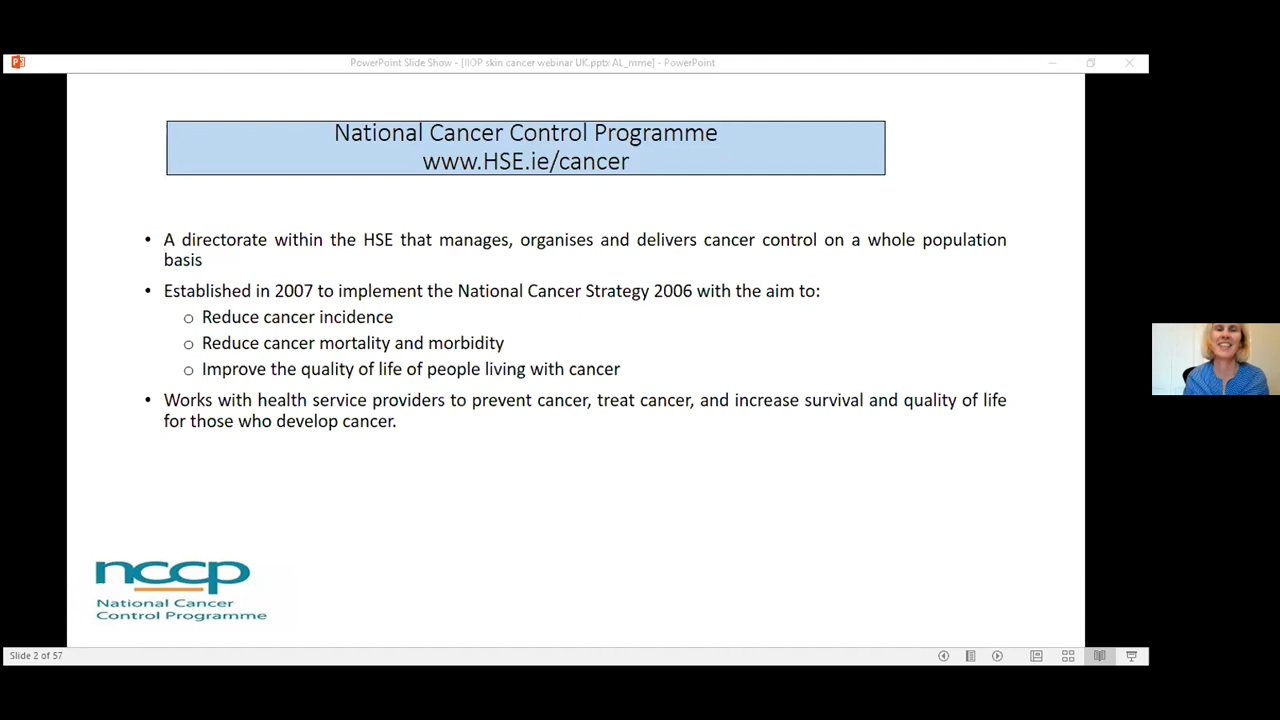 PowerPoint Slide Show - [IIOP skin cancer webinar UK.pptx AL_mme] - PowerPoint
National Cancer Control Programme
www.HSE.ie/cancer
• A directorate within the HSE that manages, organises and delivers cancer control on a whole population
basis
• Established in 2007 to implement the National Cancer Strategy 2006 with the aim to:
o Reduce cancer incidence
o Reduce cancer mortality and morbidity
o Improve the quality of life of people living with cancer
• Works with health service providers to prevent cancer, treat cancer, and increase survival and quality of life
for those who develop cancer.
nccp
National Cancer
Control Programme
Slide 2 of 57